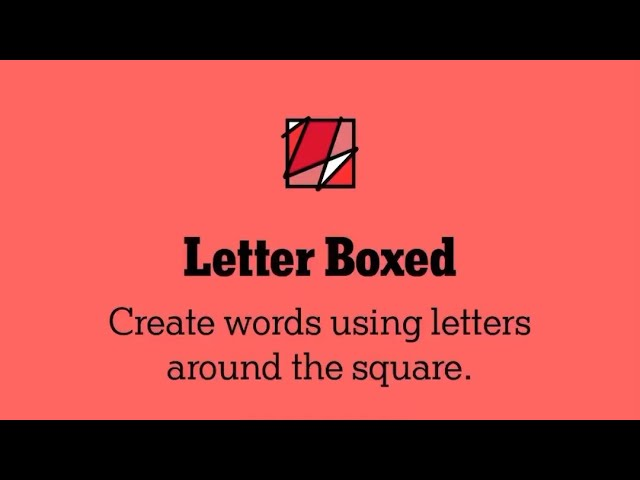 Letter Boxed
Create words using letters
around the square.